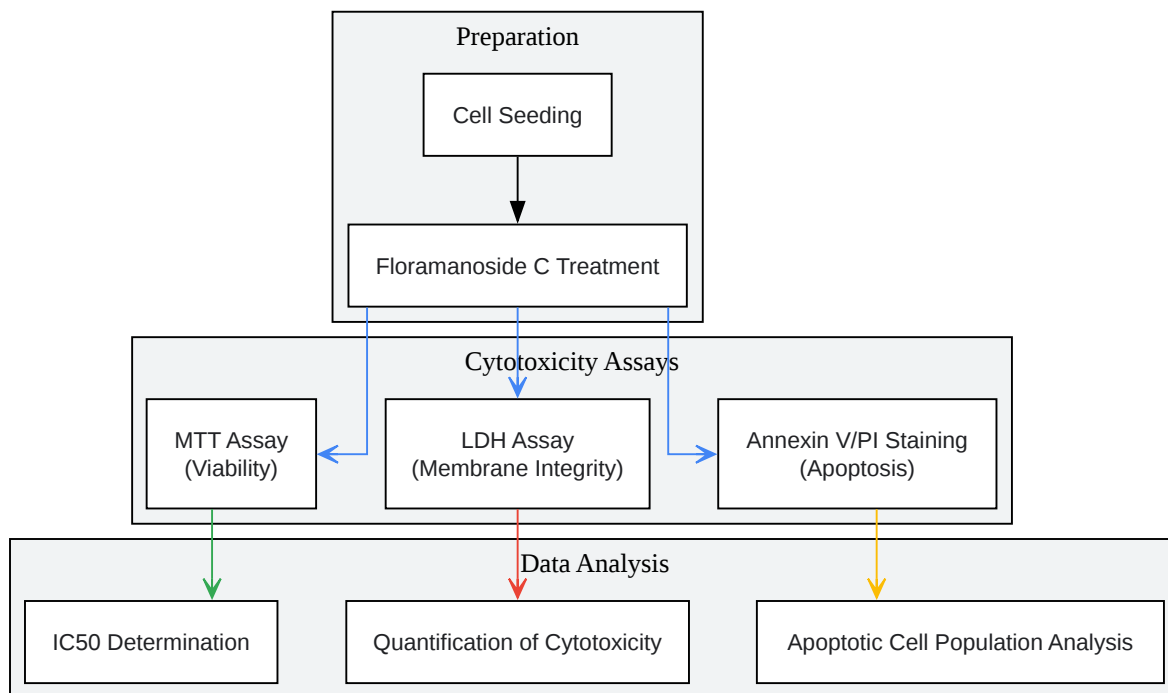 Preparation
Cell Seeding
Floramanoside C Treatment
Cytotoxicity Assays
MTT Assay
(Viability)
LDH Assay
(Membrane Integrity)
Annexin V/PI Staining
(Apoptosis)
Data Analysis
IC50 Determination
Quantification of Cytotoxicity
Apoptotic Cell Population Analysis